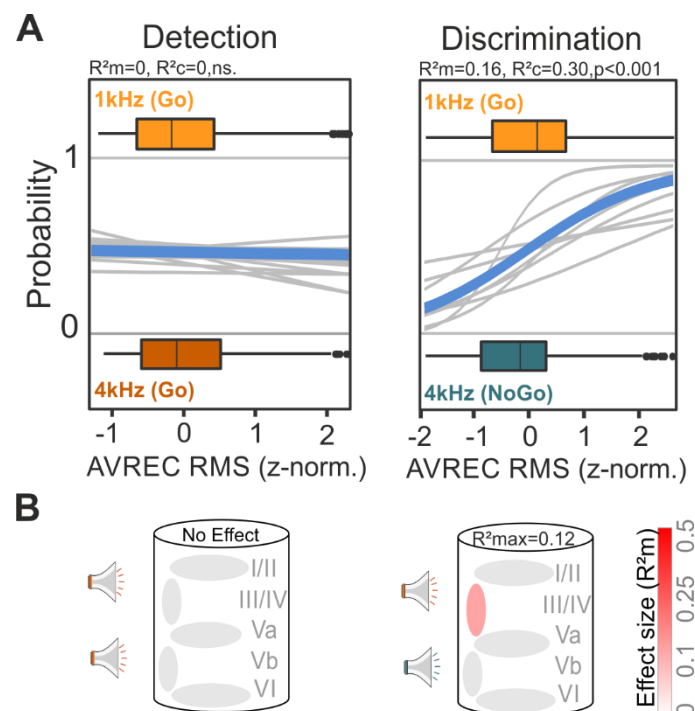 A
Detection
R²m=0, R²c=0,ns.
1kHz (Go)
1
Probability
0
4kHz (Go)
-1 0 1 2
AVREC RMS (z-norm.)
Discrimination
R²m=0.16, R²c=0.30,p<0.001
1kHz (Go)
4kHz (NoGo)
-2 -1 0 1 2
AVREC RMS (z-norm.)
B
No Effect
I/II
III/IV
Va
Vb
VI
R²max=0.12
I/II
III/IV
Va
Vb
VI
Effect size (R²m)
0 0.1 0.25 0.5